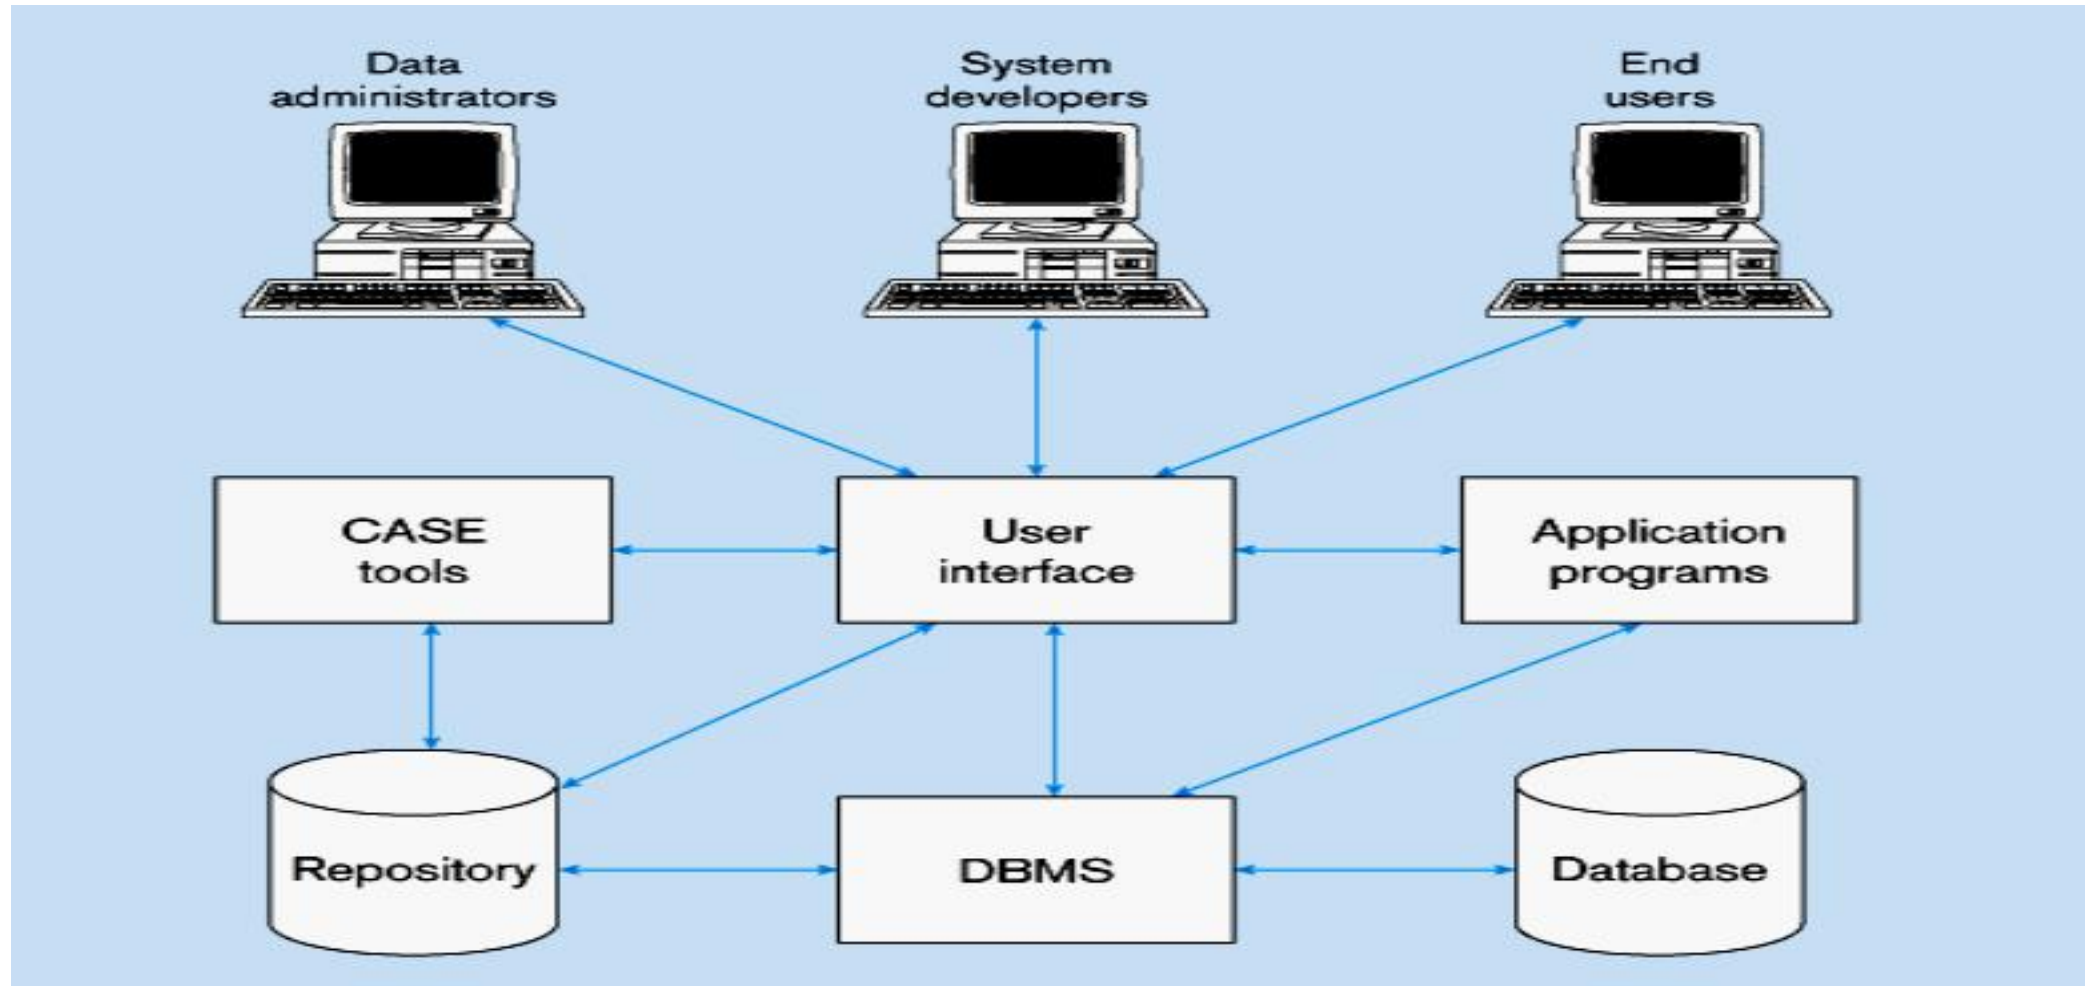 Data
administrators
System
developers
End
users
CASE
tools
User
interface
Application
programs
Repository
DBMS
Database